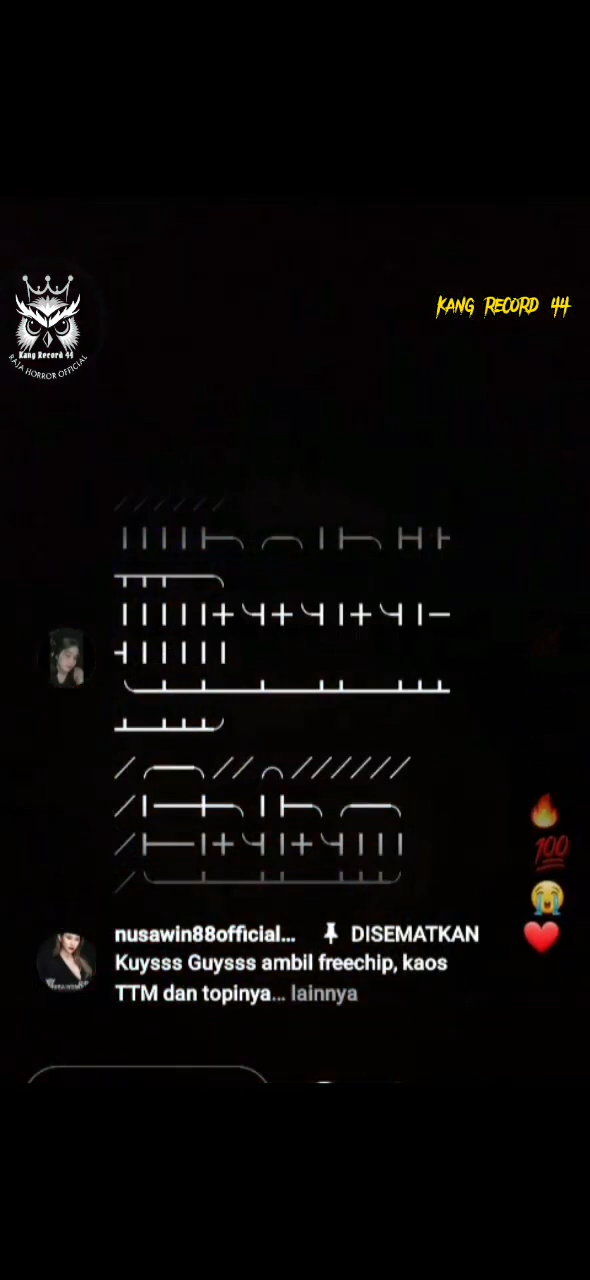 KANG RECORD 44
Kang Record 44
RAJA HORROR OFFICIAL
nusawin88official... DISEMATKAN
Kuysss Guysss ambil freechip, kaos
TTM dan topinya... lainnya